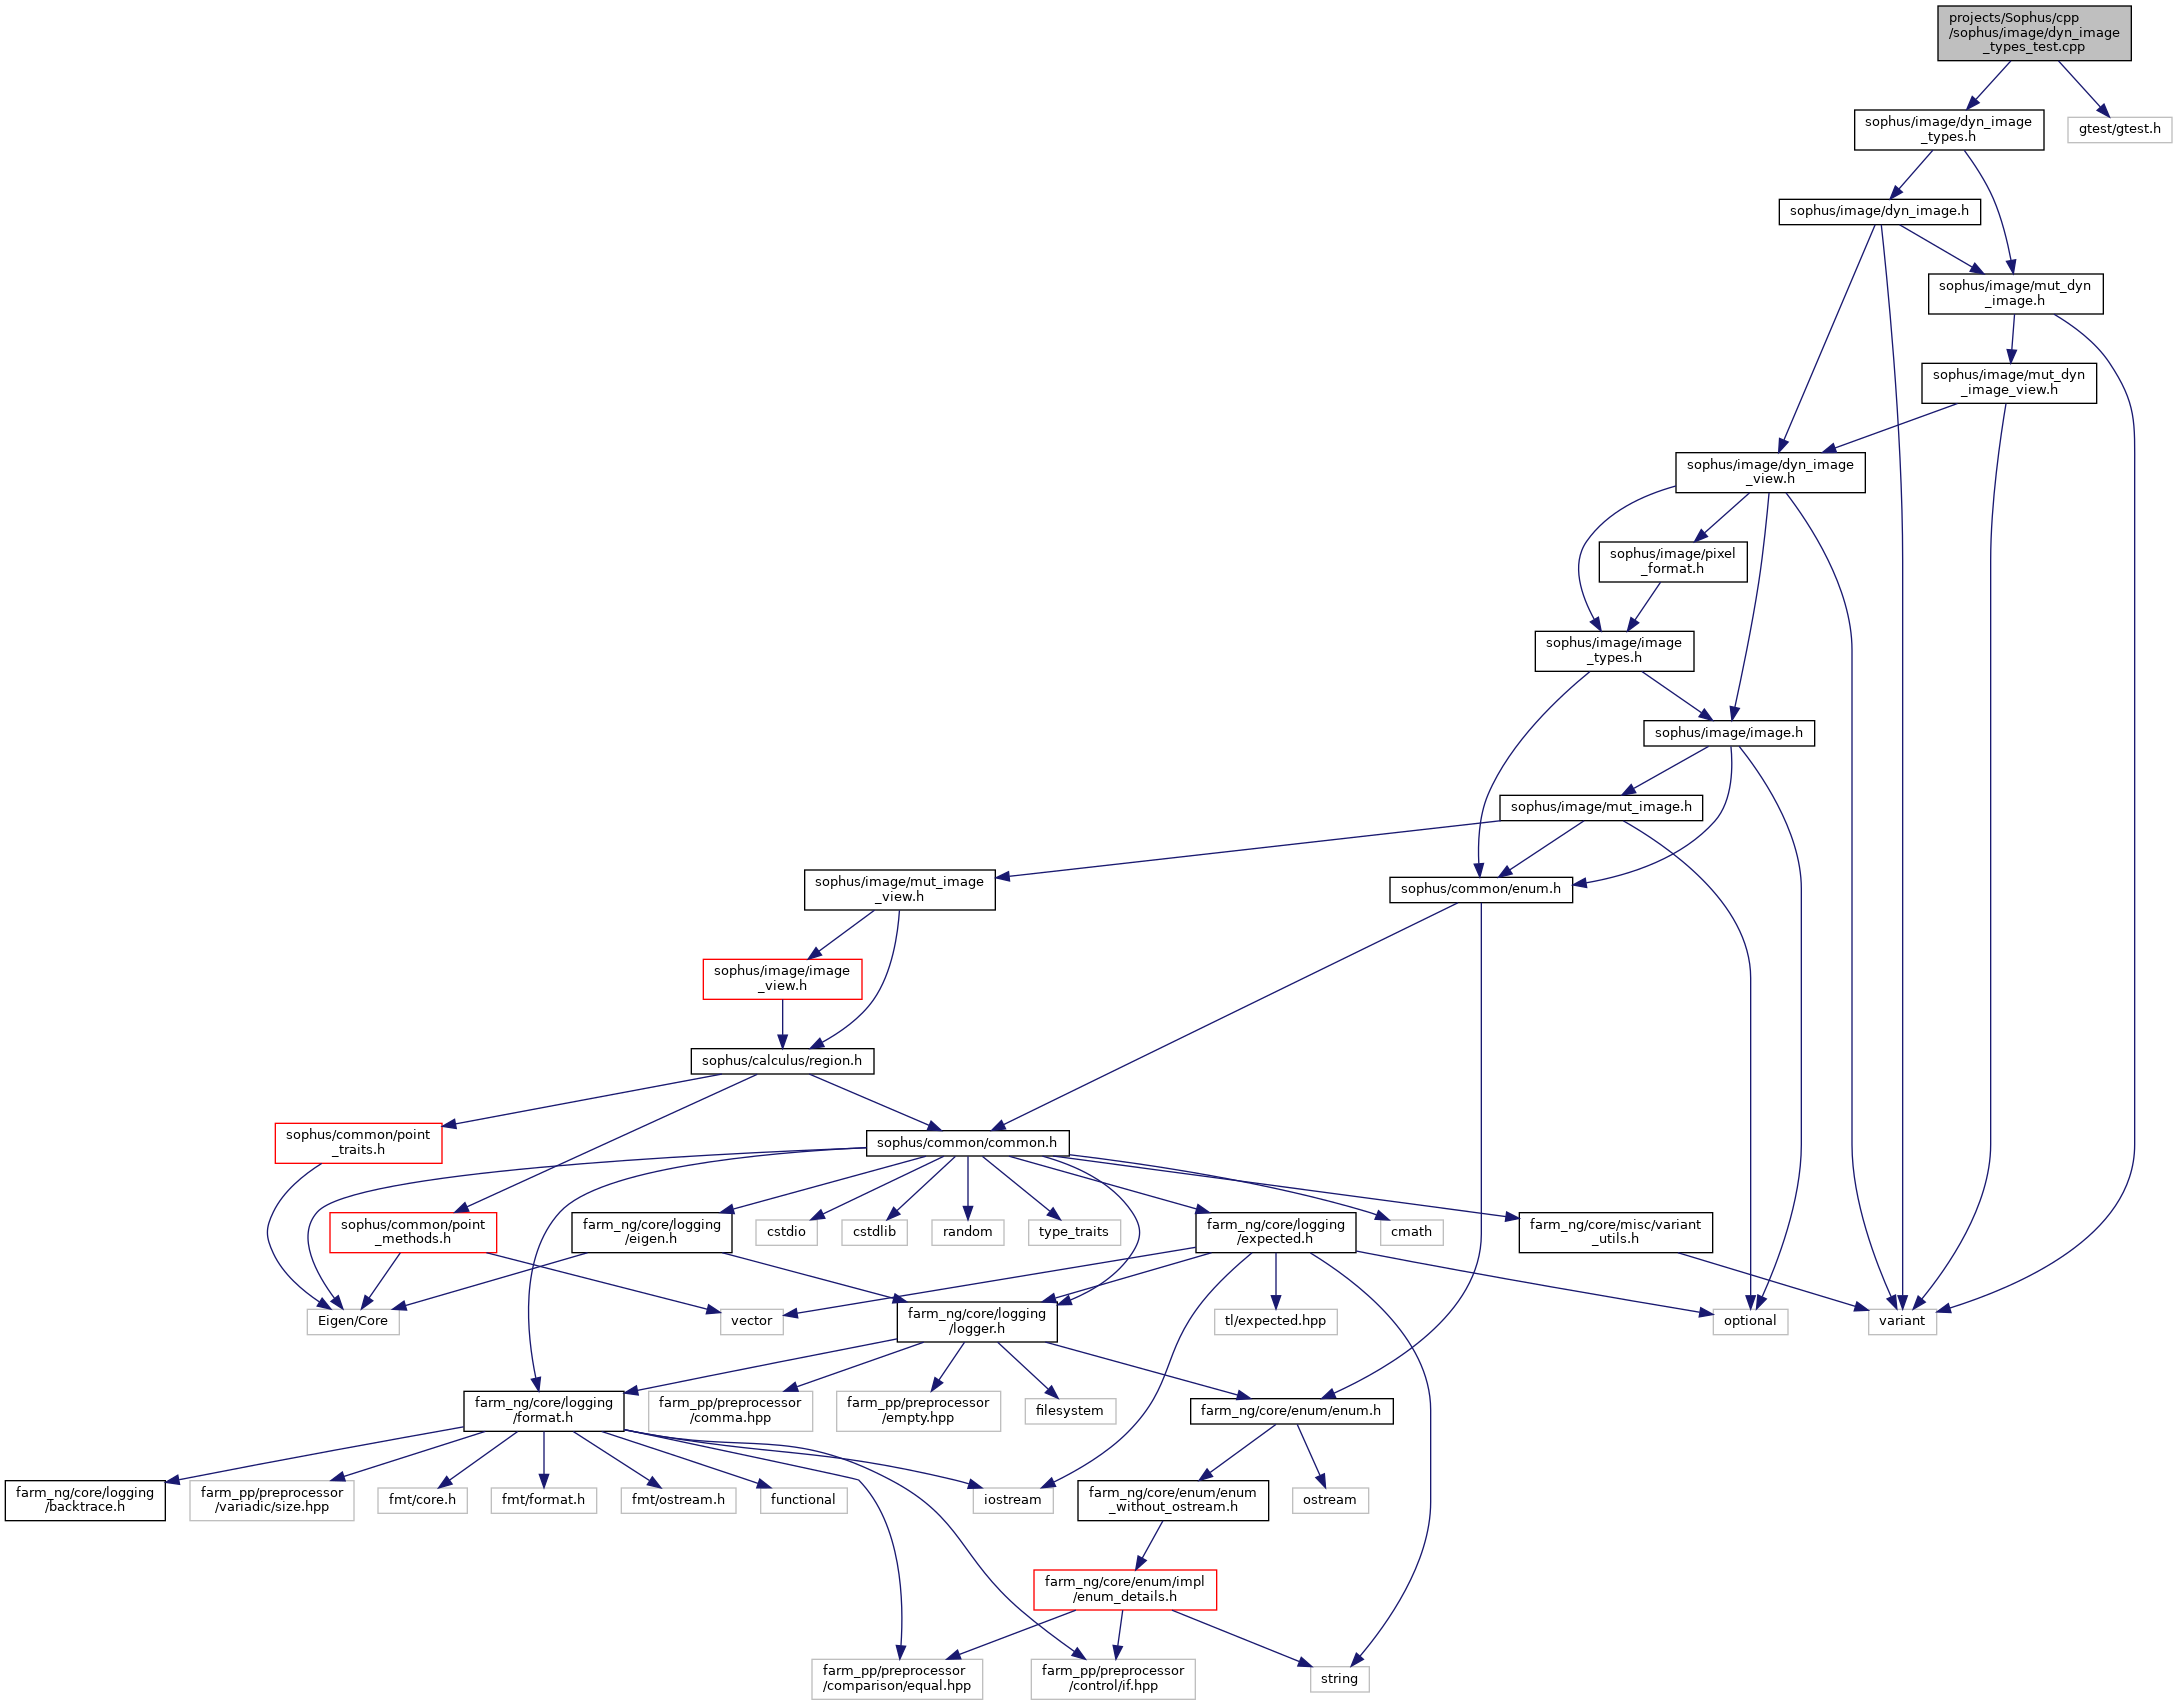 projects/Sophus/cpp
/sophus/image/dyn_image
_types_test.cpp
sophus/image/dyn_image
_types.h
gtest/gtest.h
sophus/image/dyn_image.h
sophus/image/mut_dyn
_image.h
sophus/image/mut_dyn
_image_view.h
sophus/image/dyn_image
_view.h
sophus/image/pixel
_format.h
sophus/image/image
_types.h
sophus/image/image.h
sophus/image/mut_image.h
sophus/image/mut_image
_view.h
sophus/common/enum.h
sophus/image/image
_view.h
sophus/calculus/region.h
sophus/common/point
_traits.h
sophus/common/common.h
sophus/common/point
_methods.h
farm_ng/core/logging
/eigen.h
cstdio
cstdlib
random
type_traits
farm_ng/core/logging
/expected.h
cmath
farm_ng/core/misc/variant
_utils.h
Eigen/Core
vector
farm_ng/core/logging
/logger.h
tl/expected.hpp
optional
variant
farm_ng/core/logging
/format.h
farm_pp/preprocessor
/comma.hpp
farm_pp/preprocessor
/empty.hpp
filesystem
farm_ng/core/enum/enum.h
farm_ng/core/logging
/backtrace.h
farm_pp/preprocessor
/variadic/size.hpp
fmt/core.h
fmt/format.h
fmt/ostream.h
functional
iostream
farm_ng/core/enum/enum
_without_ostream.h
ostream
farm_ng/core/enum/impl
/enum_details.h
farm_pp/preprocessor
/comparison/equal.hpp
farm_pp/preprocessor
/control/if.hpp
string